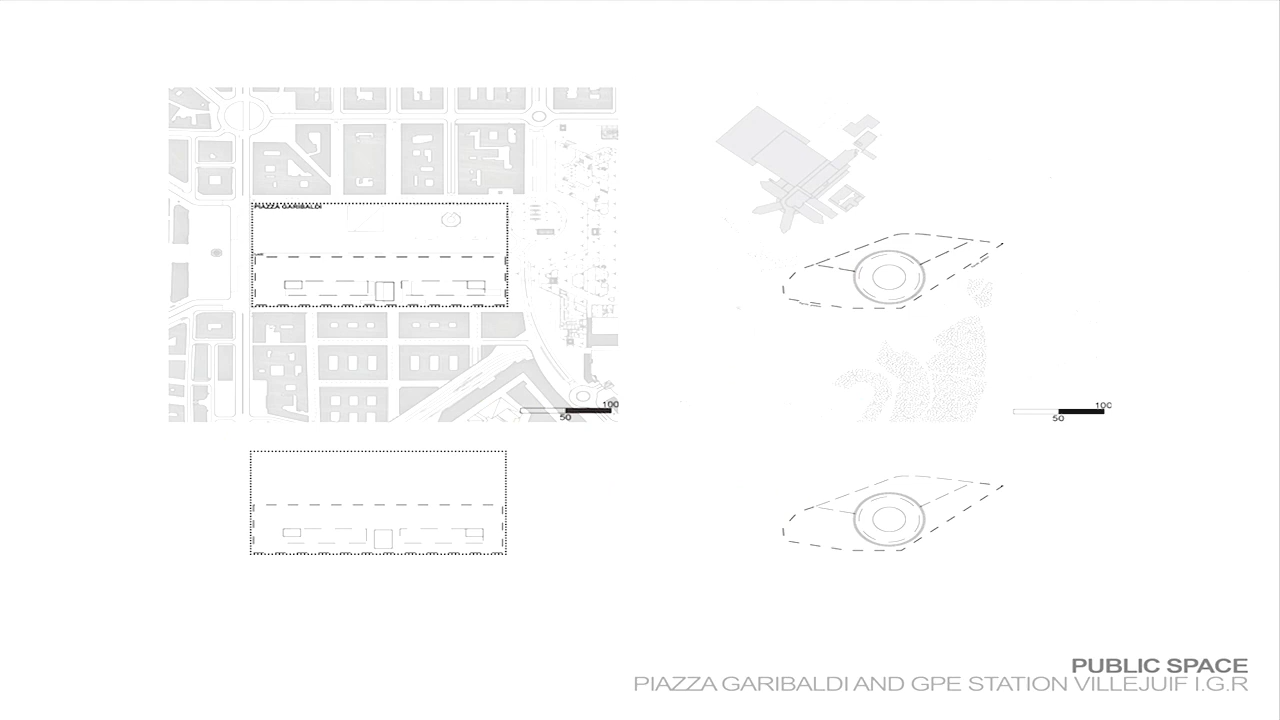 PIAZZA GARIBALDI
100
50
100
50
PUBLIC SPACE
PIAZZA GARIBALDI AND GPE STATION VILLEJUIF I.G.R